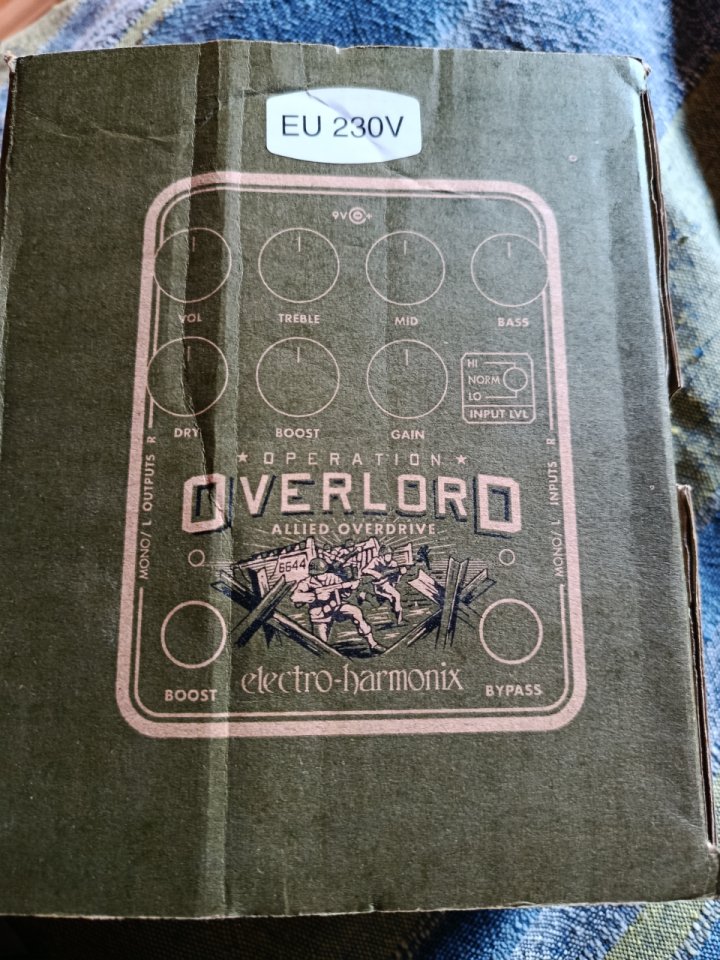 EU 230V
9V +
VOL TREBLE MID BASS
HI
NORM
LO
INPUT LVL
DRY BOOST GAIN
MONO/ L OUTPUTS R
MONO/ L INPUTS R
★ OPERATION ★
OVERLORD
ALLIED OVERDRIVE
6644
BOOST electro-harmonix BYPASS